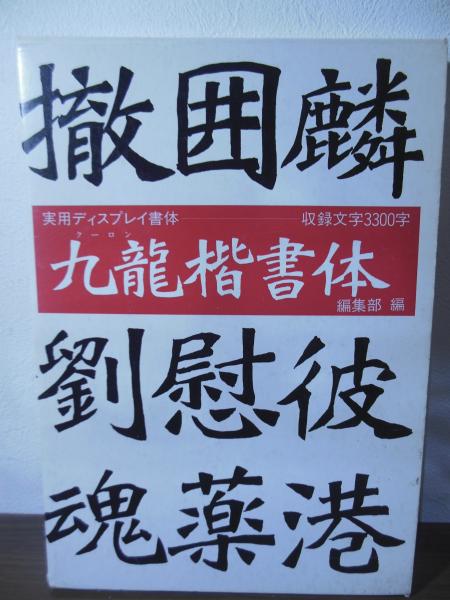 撤囲麟
実用ディスプレイ書体 収録文字3300字
クーロン
九龍楷書体
編集部 編
劉慰彼
魂薬港